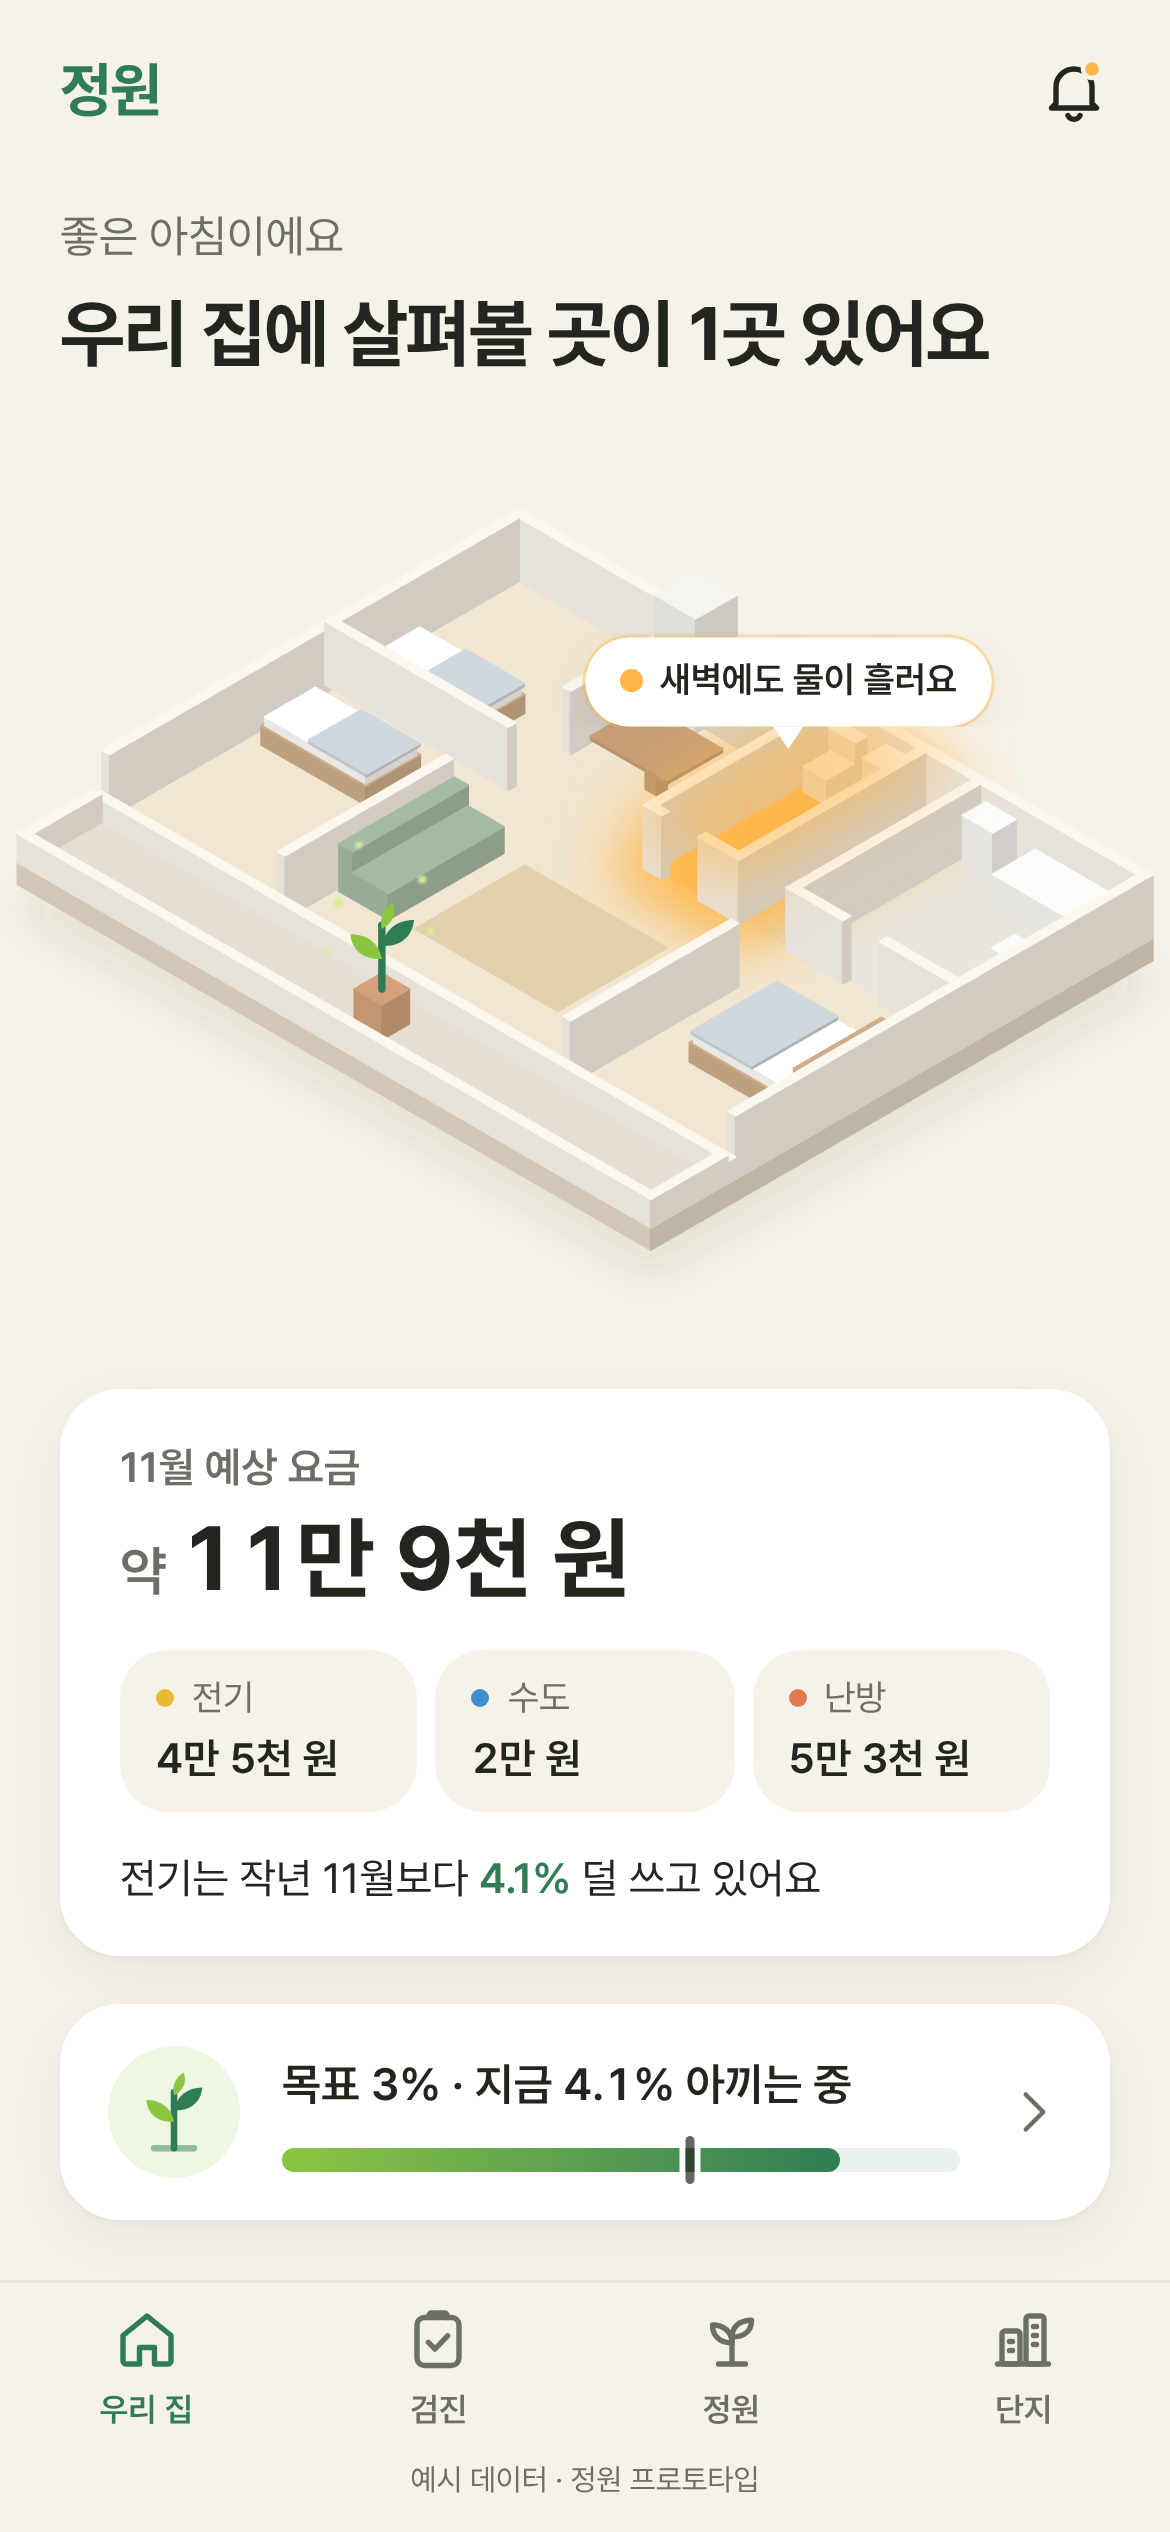 정원
좋은 아침이에요
우리 집에 살펴볼 곳이 1곳 있어요
새벽에도 물이 흘러요
11월 예상 요금
약 11만 9천 원
전기
수도
난방
4만 5천 원
2만 원
5만 3천 원
전기는 작년 11월보다 4.1% 덜 쓰고 있어요
목표 3% · 지금 4.1% 아끼는 중
우리 집
검진
정원
단지
예시 데이터 · 정원 프로토타입